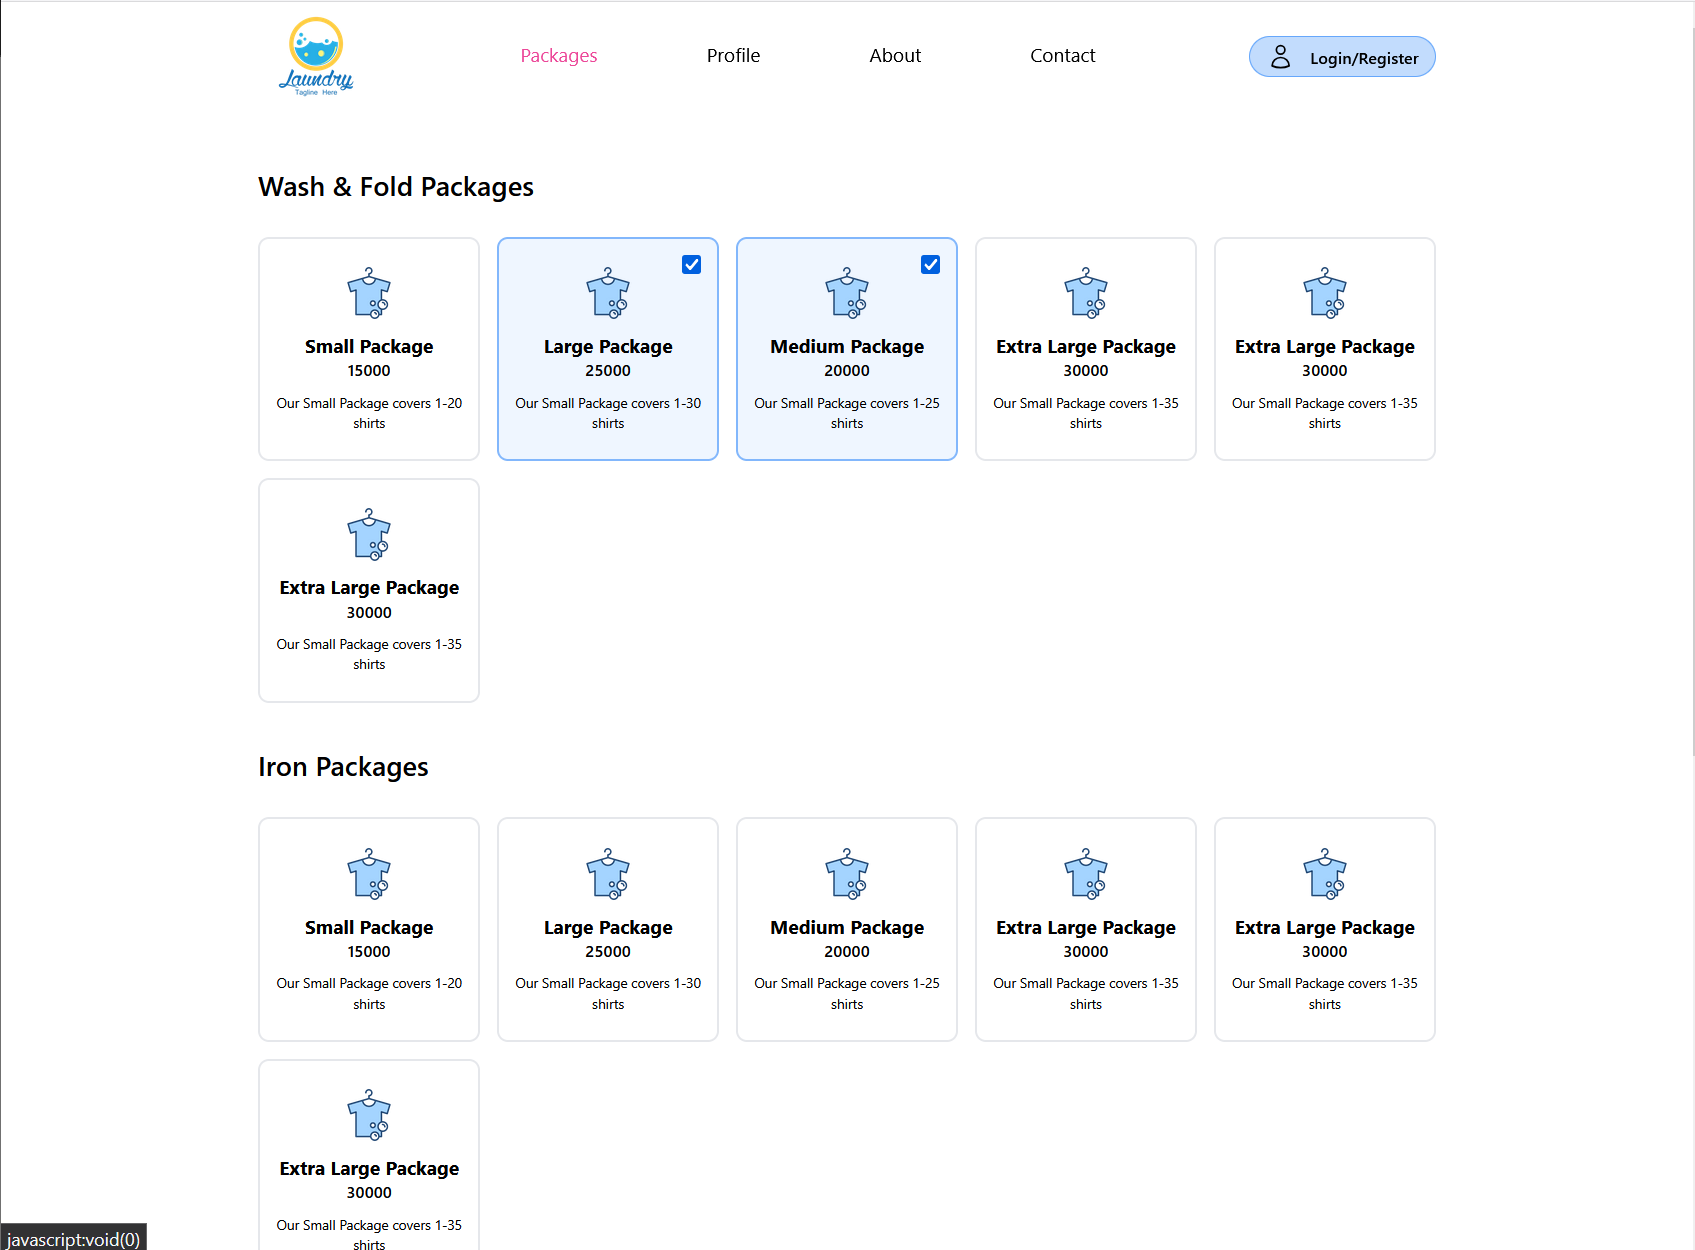 Laundry
Tagline Here
Packages
Profile
About
Contact
Login/Register
Wash & Fold Packages
Small Package
15000
Our Small Package covers 1-20
shirts
Large Package
25000
Our Small Package covers 1-30
shirts
Medium Package
20000
Our Small Package covers 1-25
shirts
Extra Large Package
30000
Our Small Package covers 1-35
shirts
Extra Large Package
30000
Our Small Package covers 1-35
shirts
Extra Large Package
30000
Our Small Package covers 1-35
shirts
Iron Packages
Small Package
15000
Our Small Package covers 1-20
shirts
Large Package
25000
Our Small Package covers 1-30
shirts
Medium Package
20000
Our Small Package covers 1-25
shirts
Extra Large Package
30000
Our Small Package covers 1-35
shirts
Extra Large Package
30000
Our Small Package covers 1-35
shirts
Extra Large Package
30000
Our Small Package covers 1-35
shirts
javascript:void(0)